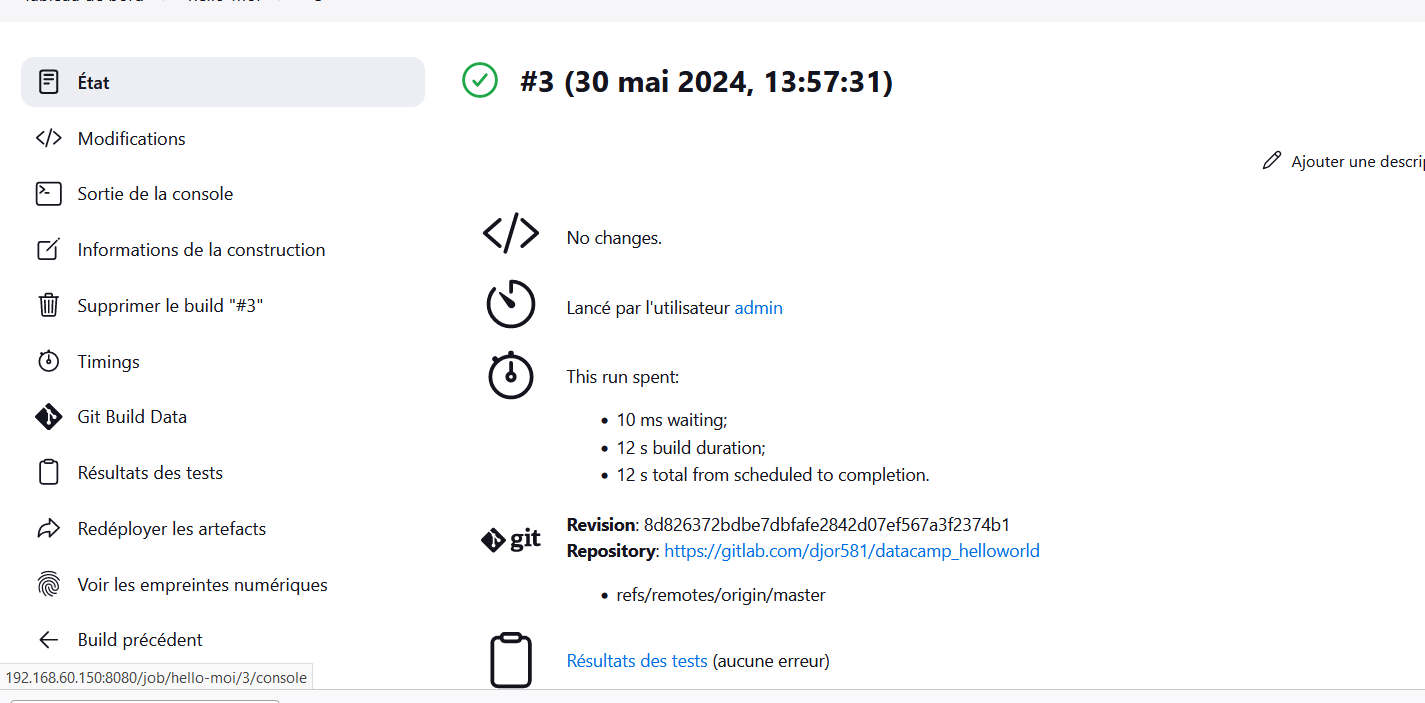 État
#3 (30 mai 2024, 13:57:31)
Modifications
Ajouter une descrip
Sortie de la console
No changes.
Informations de la construction
Supprimer le build "#3"
Lancé par l'utilisateur admin
Timings
This run spent:
10 ms waiting;
12 s build duration;
12 s total from scheduled to completion.
Git Build Data
Résultats des tests
Redéployer les artefacts
git
Revision: 8d826372bdbe7dbfafe2842d07ef567a3f2374b1
Repository: https://gitlab.com/djor581/datacamp_helloworld
refs/remotes/origin/master
Voir les empreintes numériques
Build précédent
Résultats des tests (aucune erreur)
192.168.60.150:8080/job/hello-moi/3/console